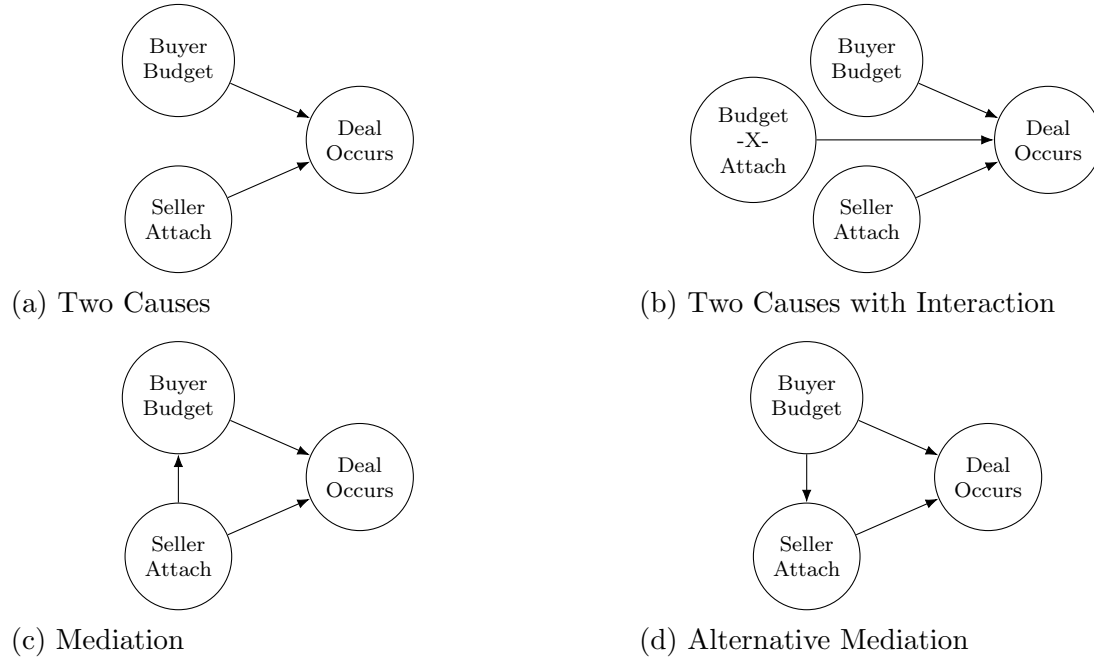 Buyer
Budget
Deal
Occurs
Seller
Attach
(a) Two Causes
Buyer
Budget
Budget
-X-
Attach
Deal
Occurs
Seller
Attach
(b) Two Causes with Interaction
Buyer
Budget
Deal
Occurs
Seller
Attach
(c) Mediation
Buyer
Budget
Deal
Occurs
Seller
Attach
(d) Alternative Mediation